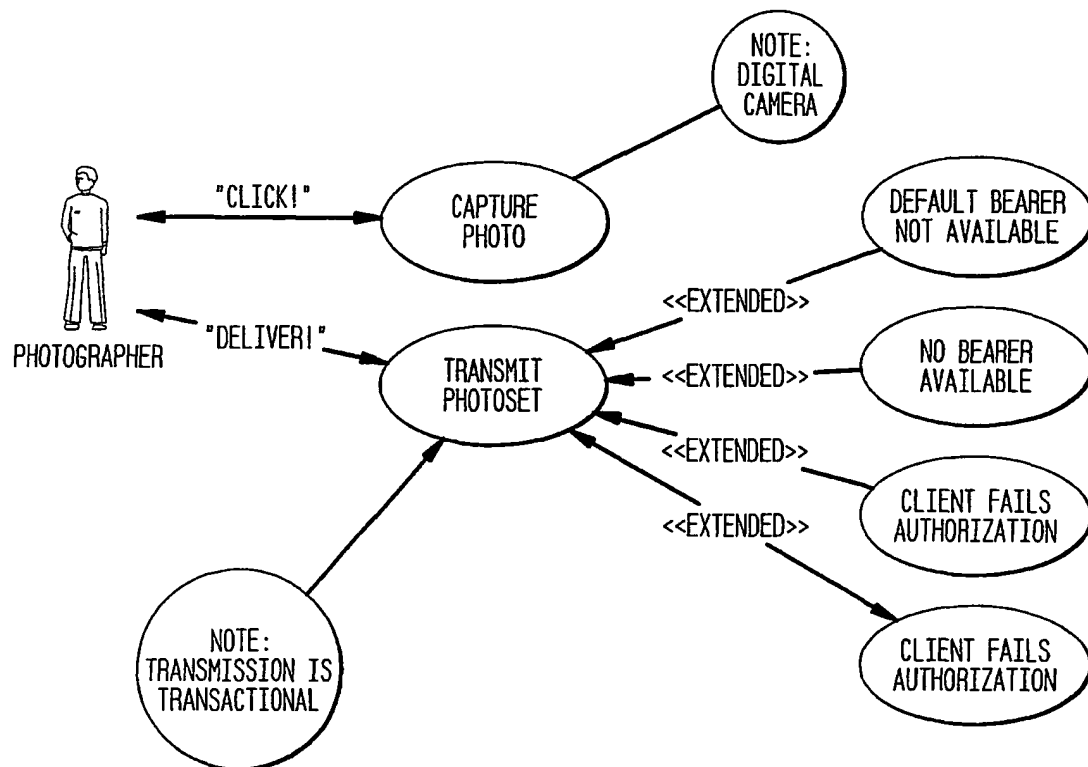 NOTE:
DIGITAL
CAMERA
"CLICK!"
CAPTURE
PHOTO
DEFAULT BEARER
NOT AVAILABLE
<<EXTENDED>>
"DELIVER!"
PHOTOGRAPHER
TRANSMIT
PHOTOSET
<<EXTENDED>>
NO BEARER
AVAILABLE
<<EXTENDED>>
CLIENT FAILS
AUTHORIZATION
<<EXTENDED>>
CLIENT FAILS
AUTHORIZATION
NOTE:
TRANSMISSION IS
TRANSACTIONAL